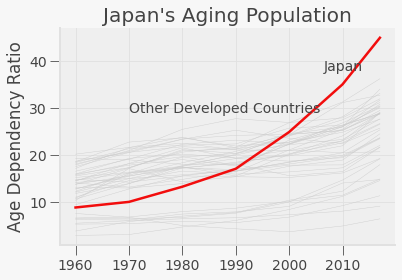 Japan's Aging Population
Age Dependency Ratio
40
30
20
10
Japan
Other Developed Countries
1960 1970 1980 1990 2000 2010